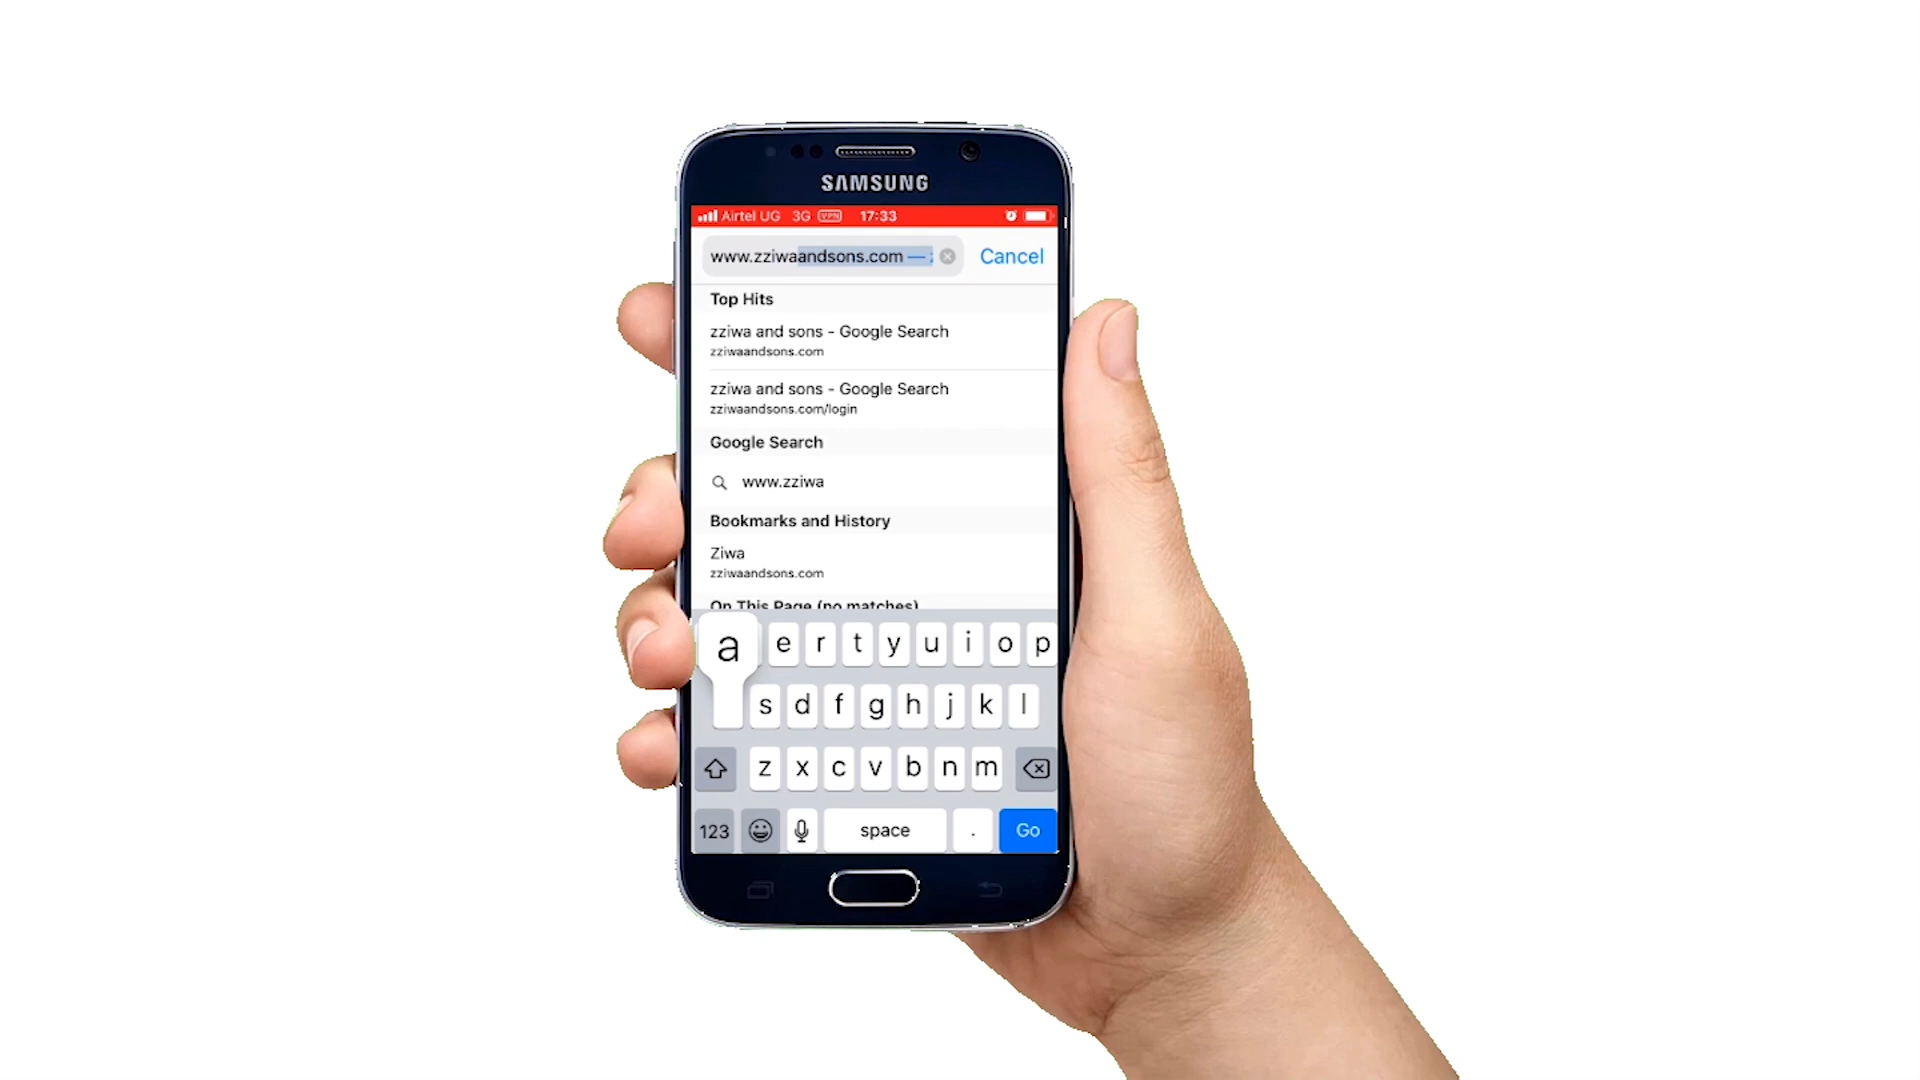 SAMSUNG
Airtel UG 3G VPN 17:33
www.zziwaandsons.com — Cancel
Top Hits
zziwa and sons - Google Search
zziwaandsons.com
zziwa and sons - Google Search
zziwaandsons.com/login
Google Search
www.zziwa
Bookmarks and History
Ziwa
zziwaandsons.com
On This Page (no matches)
a e r t y u i o p
s d f g h j k l
z x c v b n m
123 space . Go